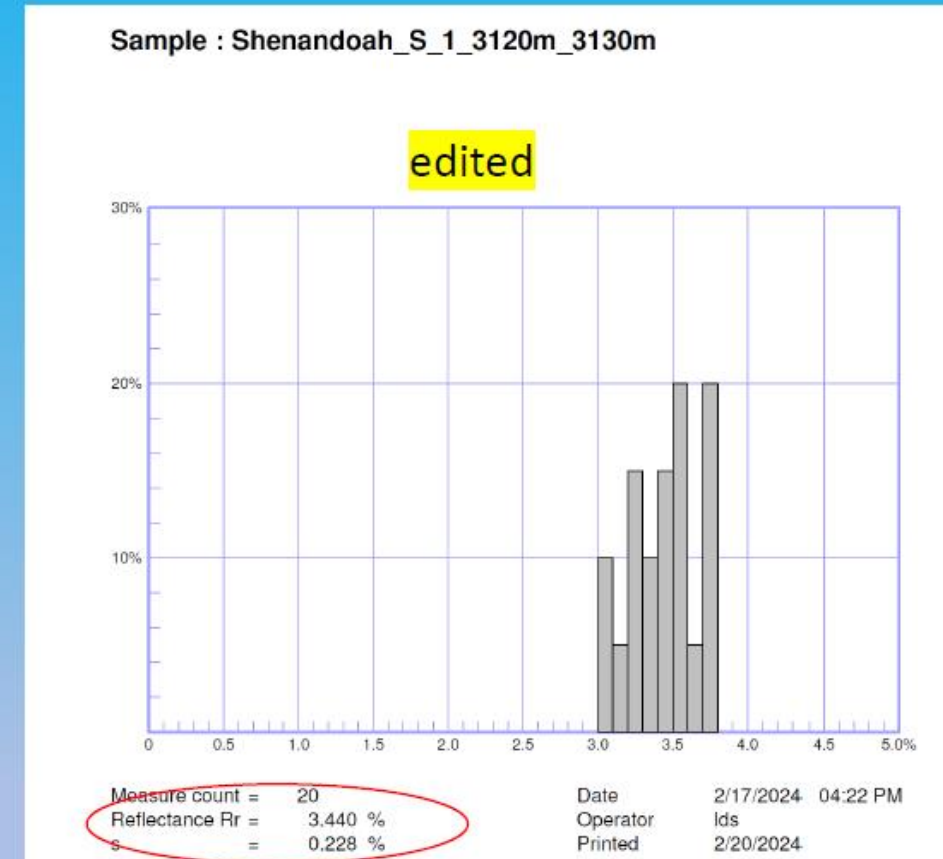 Sample : Shenandoah_S_1_3120m_3130m
edited
30%
20%
10%
0 0.5 1.0 1.5 2.0 2.5 3.0 3.5 4.0 4.5 5.0%
Measure count = 20 Date 2/17/2024 04:22 PM
Reflectance Rr = 3.440 % Operator lds
s = 0.228 % Printed 2/20/2024